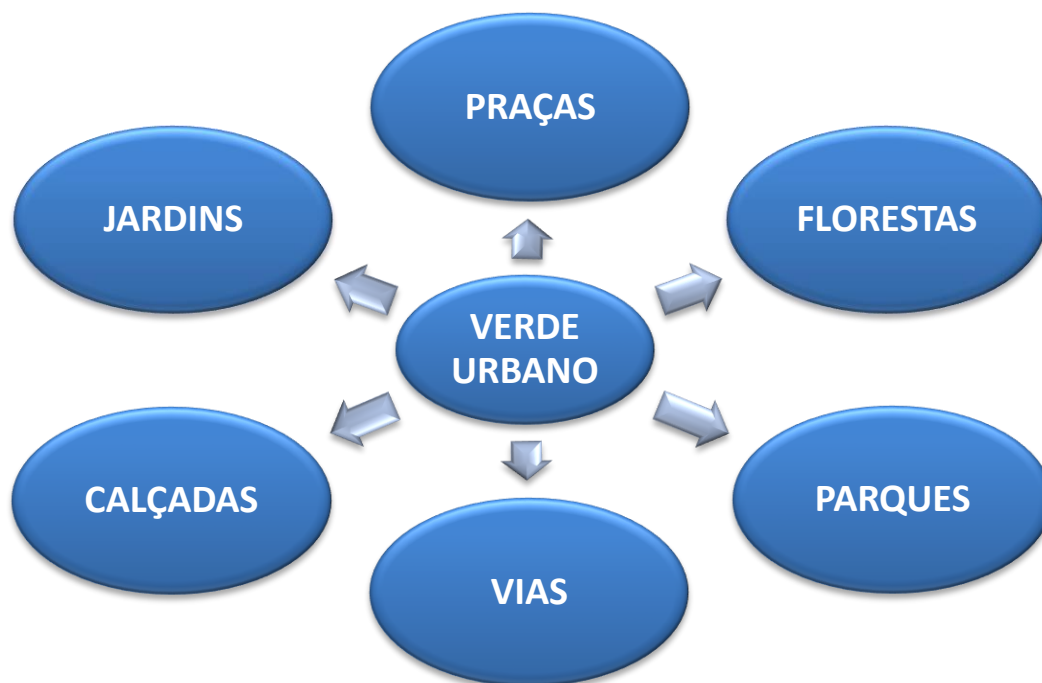 PRAÇAS
JARDINS
FLORESTAS
VERDE
URBANO
CALÇADAS
PARQUES
VIAS